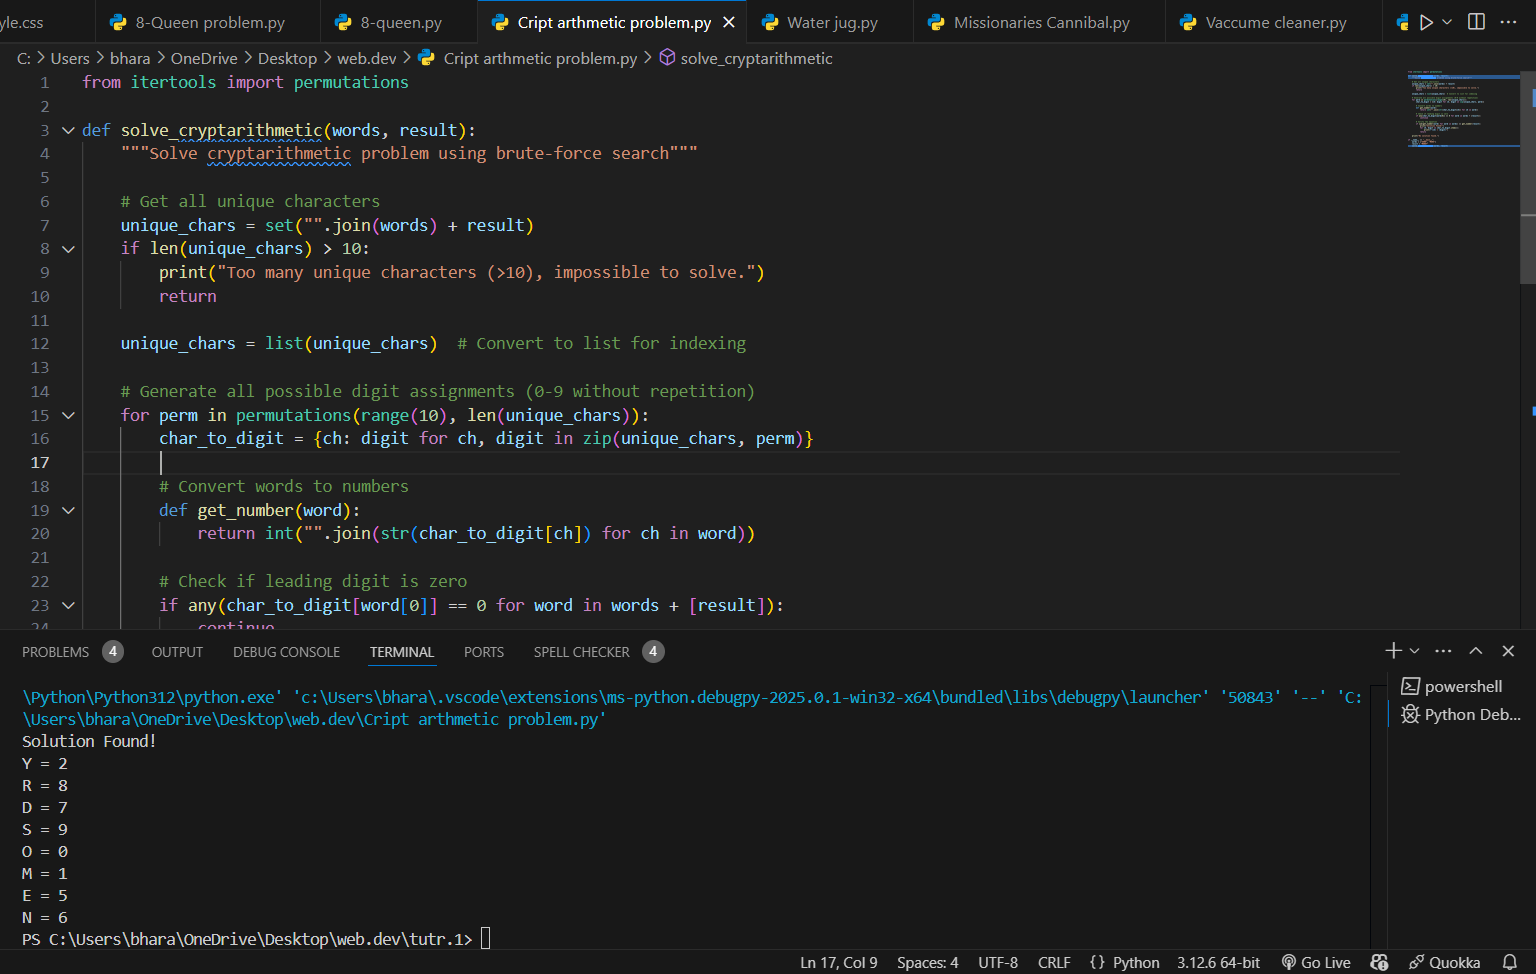 yle.css 8-Queen problem.py 8-queen.py Cript arthmetic problem.py Water jug.py Missionaries Cannibal.py Vaccume cleaner.py
C: > Users > bhara > OneDrive > Desktop > web.dev > Cript arthmetic problem.py > solve_cryptarithmetic
1 from itertools import permutations
2
3 def solve_cryptarithmetic(words, result):
4 """Solve cryptarithmetic problem using brute-force search"""
5
6 # Get all unique characters
7 unique_chars = set("".join(words) + result)
8 if len(unique_chars) > 10:
9 print("Too many unique characters (>10), impossible to solve.")
10 return
11
12 unique_chars = list(unique_chars)  # Convert to list for indexing
13
14 # Generate all possible digit assignments (0-9 without repetition)
15 for perm in permutations(range(10), len(unique_chars)):
16 char_to_digit = {ch: digit for ch, digit in zip(unique_chars, perm)}
17
18 # Convert words to numbers
19 def get_number(word):
20 return int("".join(str(char_to_digit[ch]) for ch in word))
21
22 # Check if leading digit is zero
23 if any(char_to_digit[word[0]] == 0 for word in words + [result]):
24 continue
PROBLEMS 4 OUTPUT DEBUG CONSOLE TERMINAL PORTS SPELL CHECKER 4
\Python\Python312\python.exe' 'c:\Users\bhara\.vscode\extensions\ms-python.debugpy-2025.0.1-win32-x64\bundled\libs\debugpy\launcher' '50843' '--' 'C:
\Users\bhara\OneDrive\Desktop\web.dev\Cript arthmetic problem.py'
Solution Found!
Y = 2
R = 8
D = 7
S = 9
O = 0
M = 1
E = 5
N = 6
PS C:\Users\bhara\OneDrive\Desktop\web.dev\tutr.1>
powershell
Python Deb...
Ln 17, Col 9 Spaces: 4 UTF-8 CRLF {} Python 3.12.6 64-bit Go Live Quokka